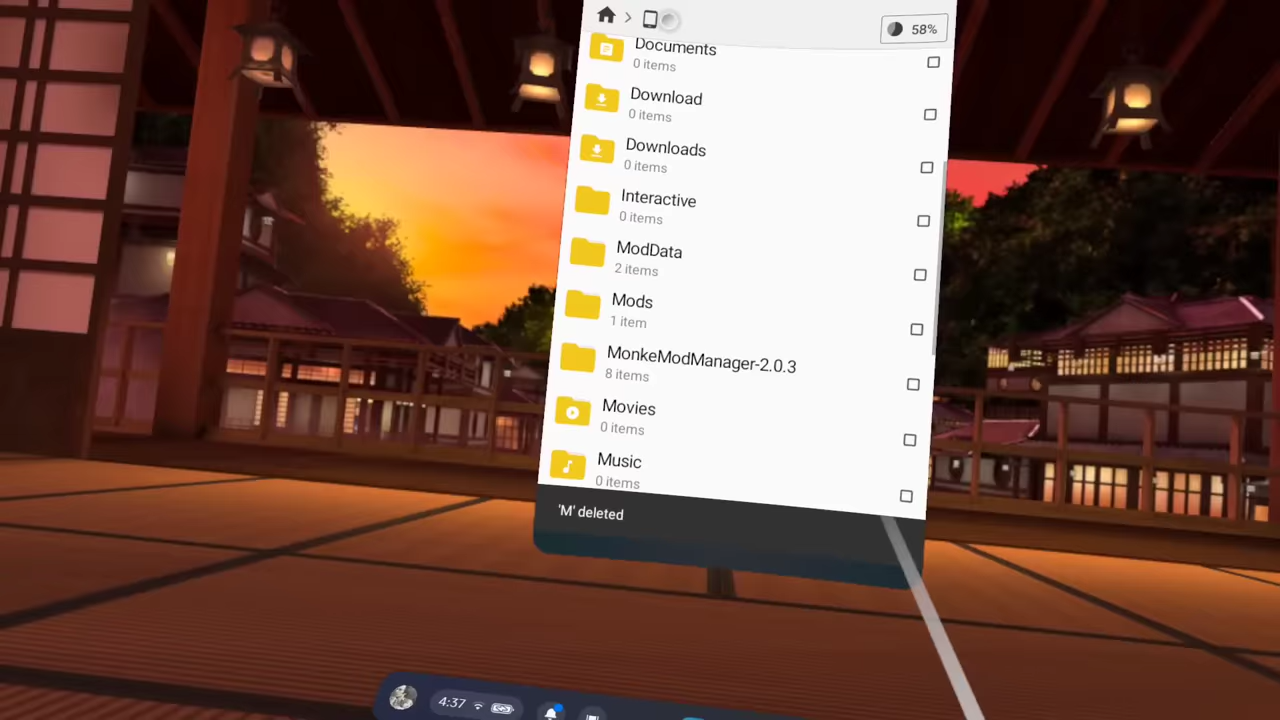 58%
Documents
0 items
Download
0 items
Downloads
0 items
Interactive
0 items
ModData
2 items
Mods
1 item
MonkeModManager-2.0.3
8 items
Movies
0 items
Music
0 items
'M' deleted
4:37